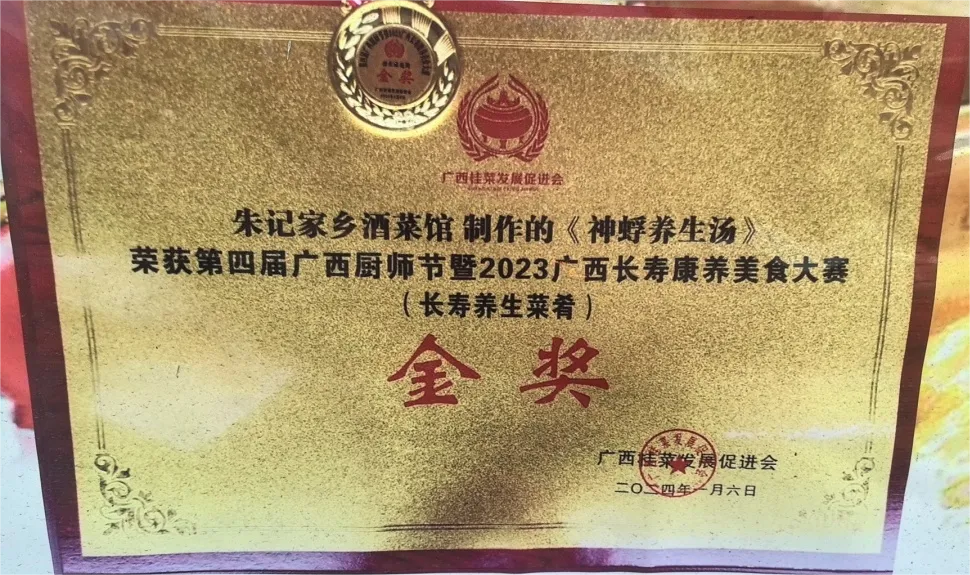 金奖
广西桂菜发展促进会
朱记家乡酒菜馆 制作的《神蜉养生汤》
荣获第四届广西厨师节暨2023广西长寿康养美食大赛
（长寿养生菜肴）
金奖
广西桂菜发展促进会
二〇二四年一月六日